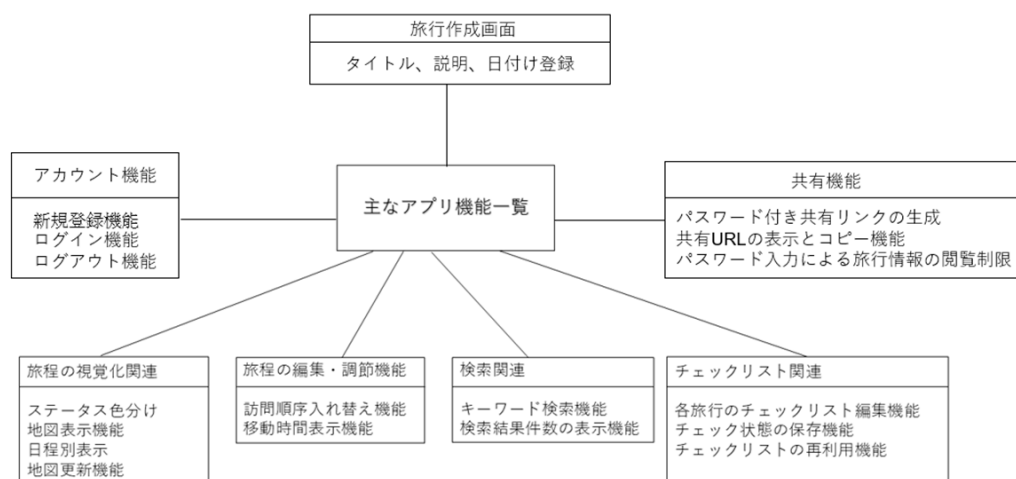 旅行作成画面
タイトル、説明、日付け登録
アカウント機能
新規登録機能
ログイン機能
ログアウト機能
主なアプリ機能一覧
共有機能
パスワード付き共有リンクの生成
共有URLの表示とコピー機能
パスワード入力による旅行情報の閲覧制限
旅程の視覚化関連
ステータス色分け
地図表示機能
日程別表示
地図更新機能
旅程の編集・調節機能
訪問順序入れ替え機能
移動時間表示機能
検索関連
キーワード検索機能
検索結果件数の表示機能
チェックリスト関連
各旅行のチェックリスト編集機能
チェック状態の保存機能
チェックリストの再利用機能